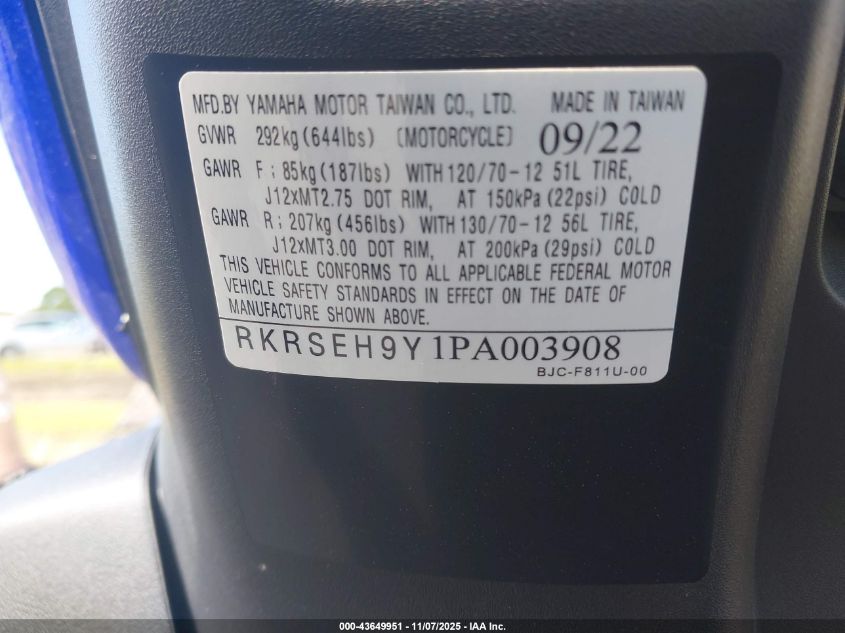 MFD.BY YAMAHA MOTOR TAIWAN CO., LTD. MADE IN TAIWAN
GVWR 292kg (644lbs) (MOTORCYCLE) 09/22
GAWR F ; 85kg (187lbs) WITH 120/70-12 51L TIRE,
J12xMT2.75 DOT RIM, AT 150kPa (22psi) COLD
GAWR R ; 207kg (456lbs) WITH 130/70-12 56L TIRE,
J12xMT3.00 DOT RIM, AT 200kPa (29psi) COLD
THIS VEHICLE CONFORMS TO ALL APPLICABLE FEDERAL MOTOR
VEHICLE SAFETY STANDARDS IN EFFECT ON THE DATE OF
MANUFACTURE SHOWN ABOVE.
RKRSEH9Y1PA003908
BJC-F811U-00
000-43649951 - 11/07/2025 - IAA Inc.